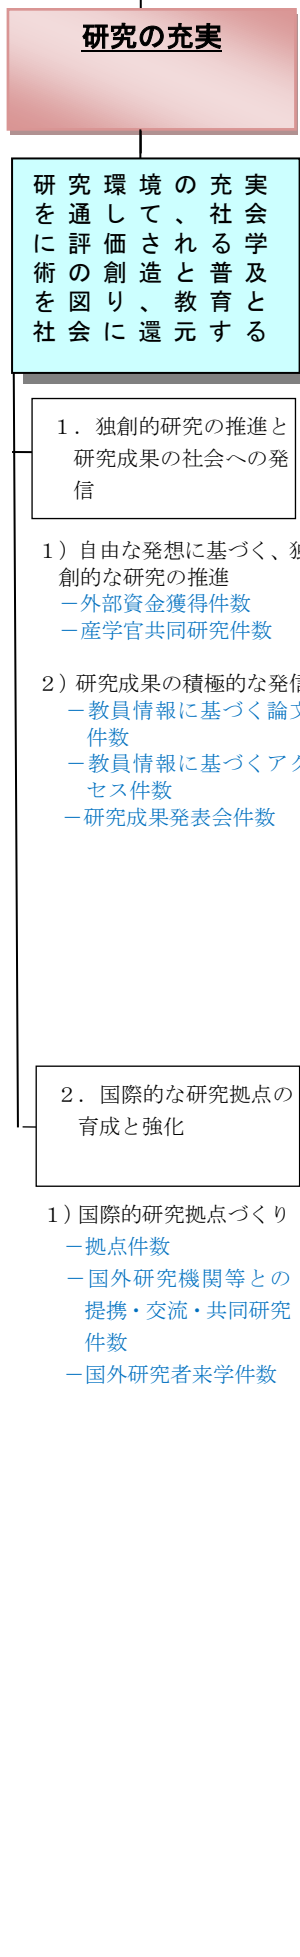 研究の充実
研究環境の充実
を通して、社会
に評価される学
術の創造と普及
を図り、教育と
社会に還元する
１．独創的研究の推進と
研究成果の社会への発
信
１）自由な発想に基づく、独
創的な研究の推進
－外部資金獲得件数
－産学官共同研究件数
２）研究成果の積極的な発信
－教員情報に基づく論文
件数
－教員情報に基づくアク
セス件数
－研究成果発表会件数
２．国際的な研究拠点の
育成と強化
１）国際的研究拠点づくり
－拠点件数
－国外研究機関等との
提携・交流・共同研究
件数
－国外研究者来学件数